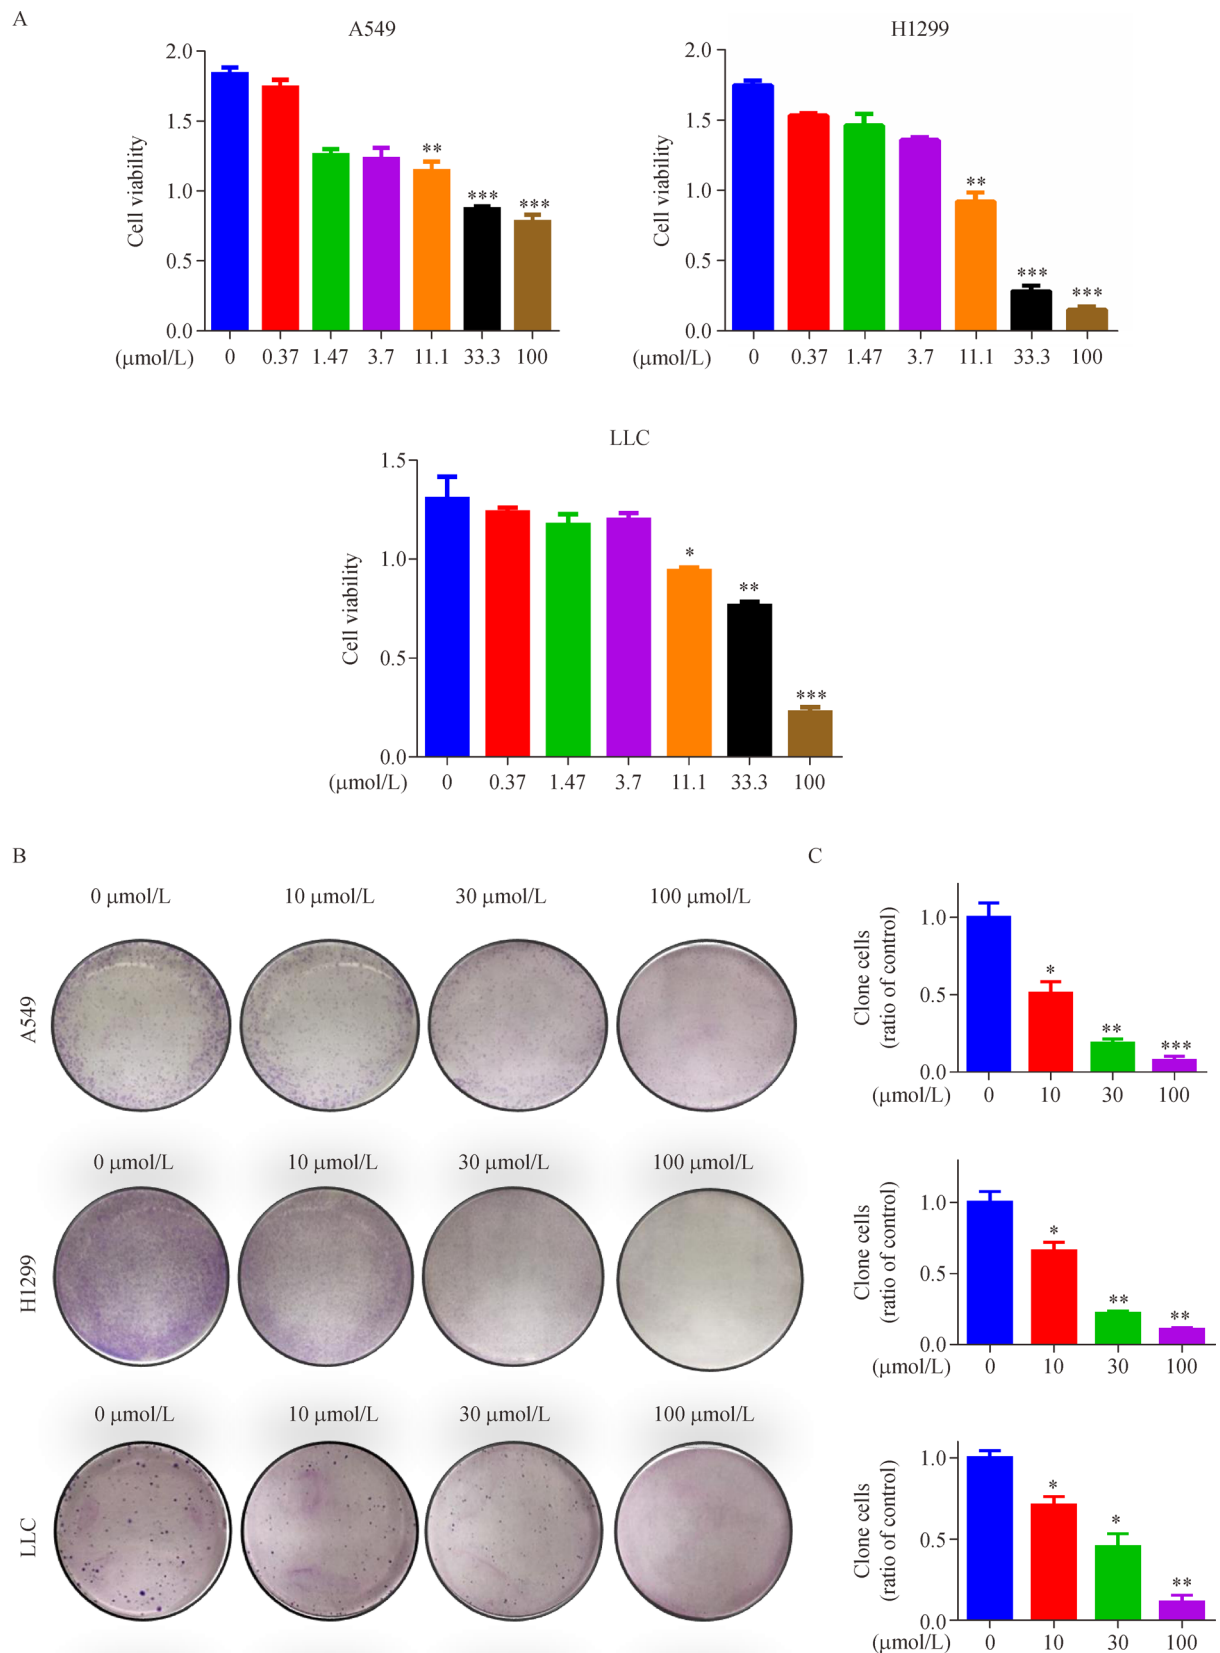 A
A549
2.0
1.5
1.0
0.5
0.0
Cell viability
**
***
***
(μmol/L) 0 0.37 1.47 3.7 11.1 33.3 100
H1299
2.0
1.5
1.0
0.5
0.0
Cell viability
**
***
***
(μmol/L) 0 0.37 1.47 3.7 11.1 33.3 100
LLC
1.5
1.0
0.5
0.0
Cell viability
*
**
***
(μmol/L) 0 0.37 1.47 3.7 11.1 33.3 100
B
0 μmol/L 10 μmol/L 30 μmol/L 100 μmol/L
A549
0 μmol/L 10 μmol/L 30 μmol/L 100 μmol/L
H1299
0 μmol/L 10 μmol/L 30 μmol/L 100 μmol/L
LLC
C
Clone cells
(ratio of control)
1.0
0.5
0.0
*
**
***
(μmol/L) 0 10 30 100
Clone cells
(ratio of control)
1.0
0.5
0.0
*
**
**
(μmol/L) 0 10 30 100
Clone cells
(ratio of control)
1.0
0.5
0.0
*
*
**
(μmol/L) 0 10 30 100